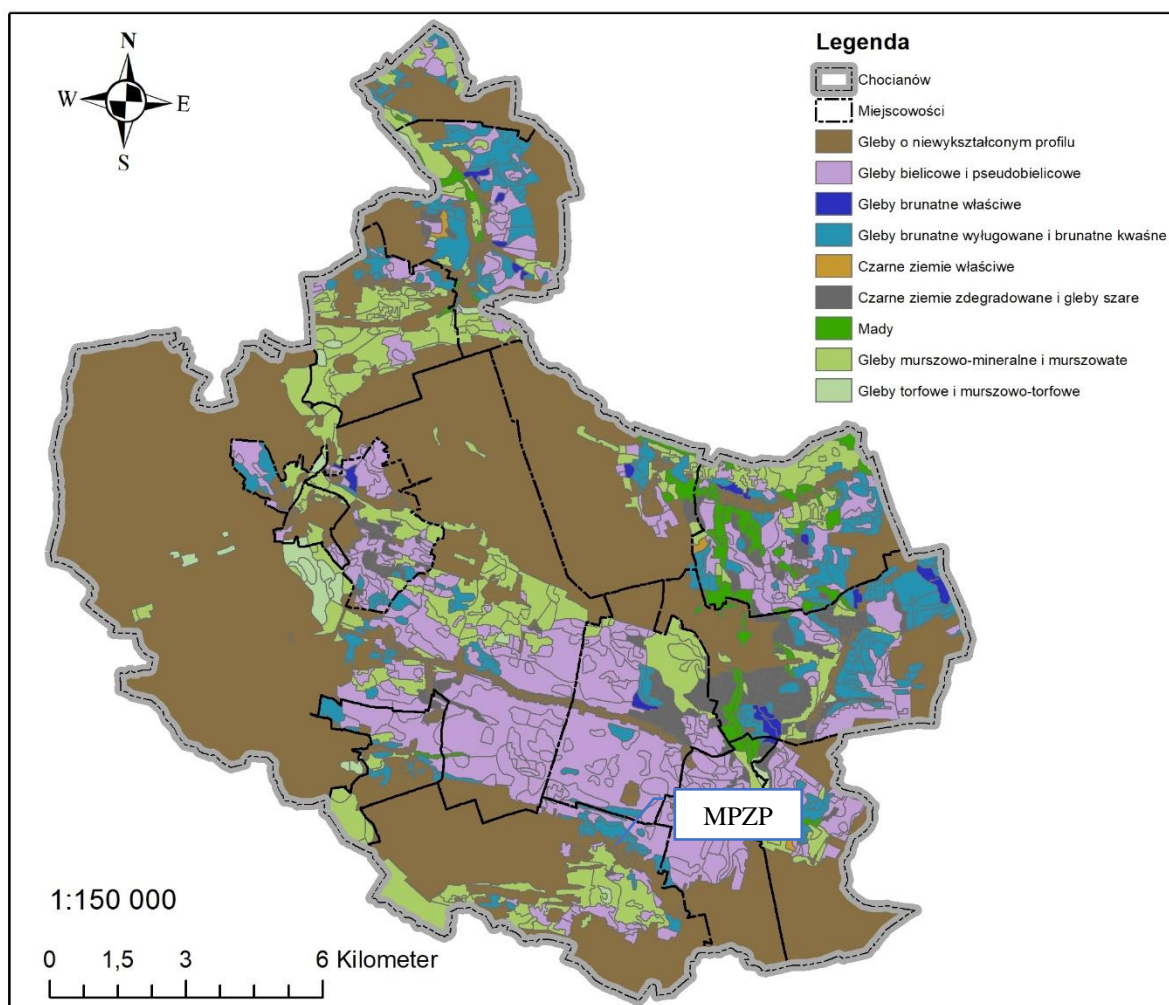 N
W
E
S
Legenda
Chocianów
Miejscowości
Gleby o niewykształconym profilu
Gleby bielicowe i pseudobielicowe
Gleby brunatne właściwe
Gleby brunatne wyługowane i brunatne kwaśne
Czarne ziemie właściwe
Czarne ziemie zdegradowane i gleby szare
Mady
Gleby murszowo-mineralne i murszowate
Gleby torfowe i murszowo-torfowe
MPZP
1:150 000
0 1,5 3 6 Kilometer